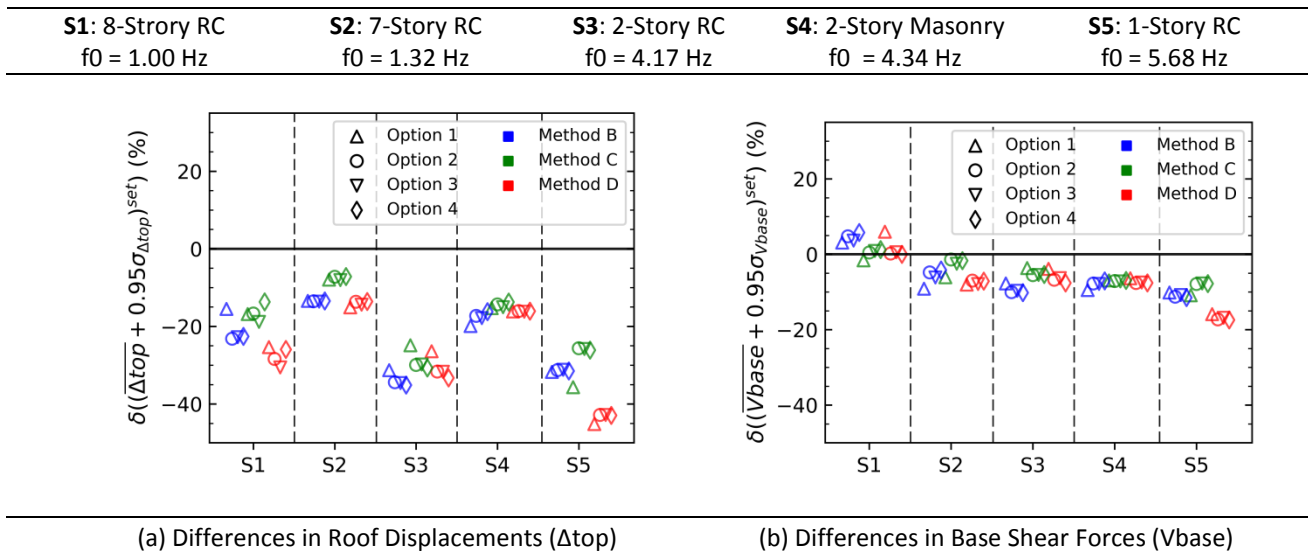 S1: 8-Strory RC S2: 7-Story RC S3: 2-Story RC S4: 2-Story Masonry S5: 1-Story RC
f0 = 1.00 Hz f0 = 1.32 Hz f0 = 4.17 Hz f0 = 4.34 Hz f0 = 5.68 Hz
δ((Δtop + 0.95σΔtop)^set) (%)
20
0
−20
−40
Option 1 Method B
Option 2 Method C
Option 3 Method D
Option 4
S1 S2 S3 S4 S5
δ((Vbase + 0.95σVbase)^set) (%)
20
0
−20
−40
Option 1 Method B
Option 2 Method C
Option 3 Method D
Option 4
S1 S2 S3 S4 S5
(a) Differences in Roof Displacements (Δtop) (b) Differences in Base Shear Forces (Vbase)